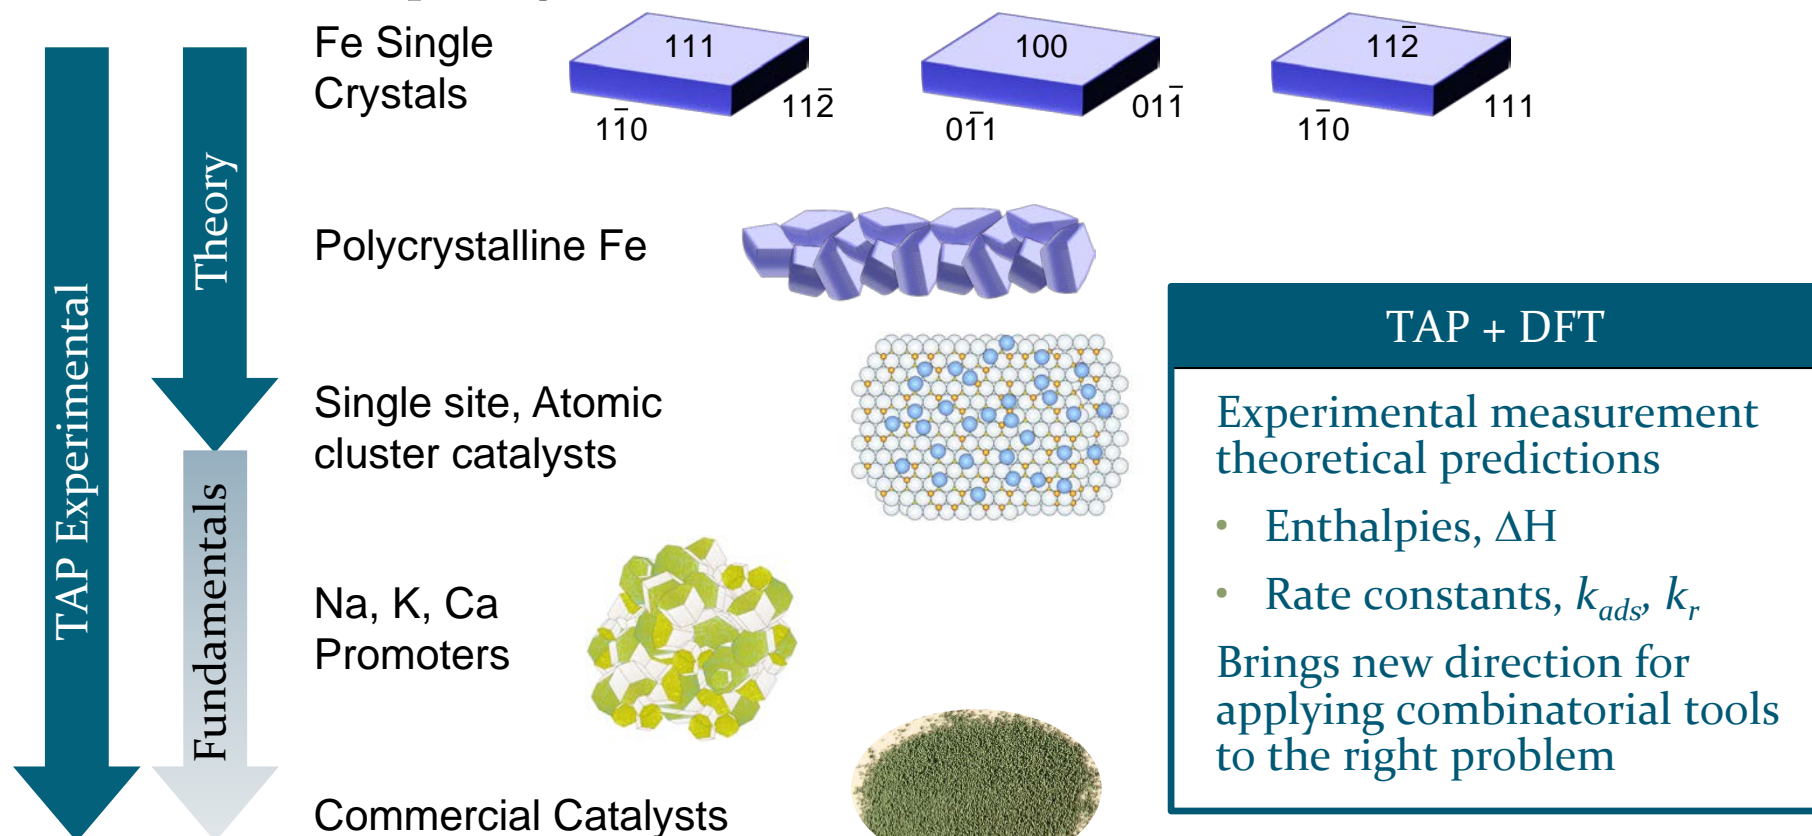 TAP Experimental
Theory
Fundamentals
Fe Single
Crystals
111
11̅0
112̅
100
01̅1
011̅
112̅
11̅0
111
Polycrystalline Fe
Single site, Atomic
cluster catalysts
Na, K, Ca
Promoters
Commercial Catalysts
TAP + DFT
Experimental measurement
theoretical predictions
• Enthalpies, ΔH
• Rate constants, k_ads, k_r
Brings new direction for
applying combinatorial tools
to the right problem